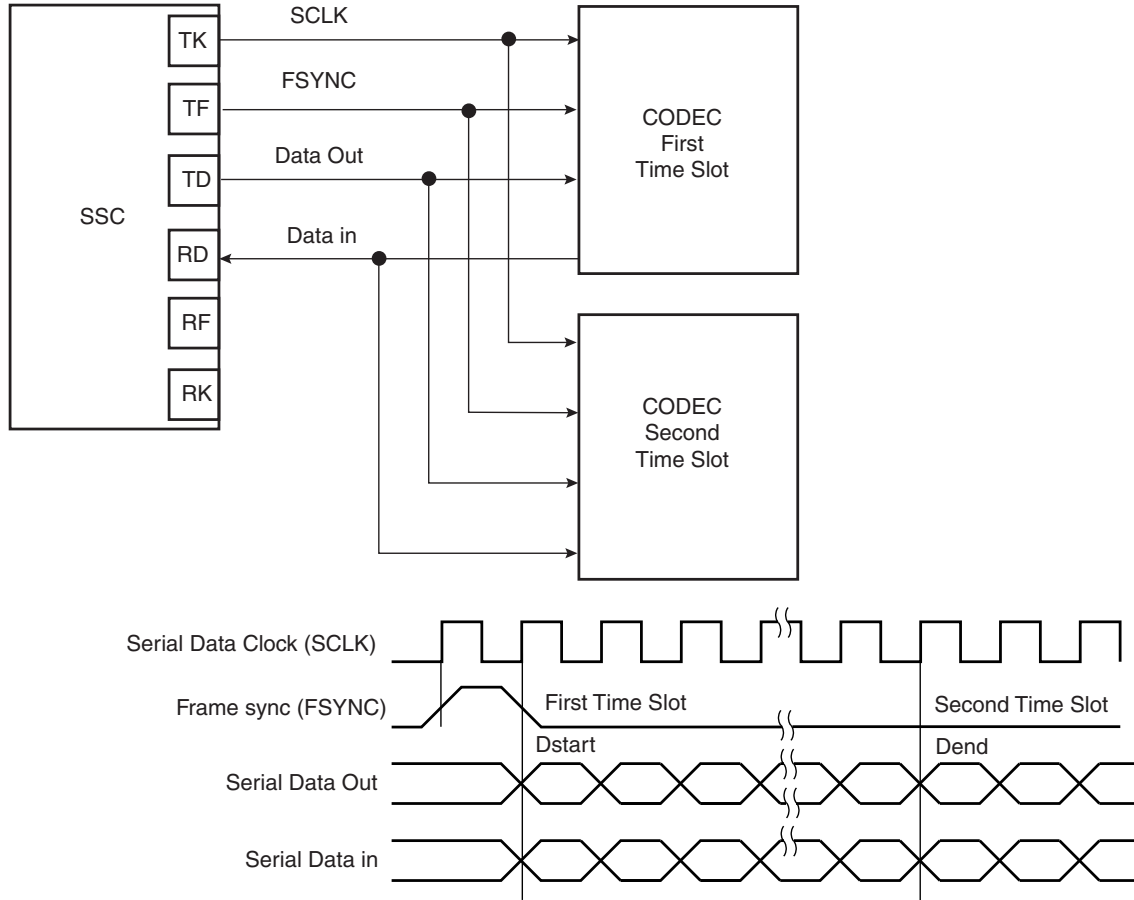 SCLK
TK
FSYNC
TF
CODEC
First
Time Slot
Data Out
TD
SSC
Data in
RD
RF
RK
CODEC
Second
Time Slot
Serial Data Clock (SCLK)
Frame sync (FSYNC)
First Time Slot
Second Time Slot
Dstart
Dend
Serial Data Out
Serial Data in